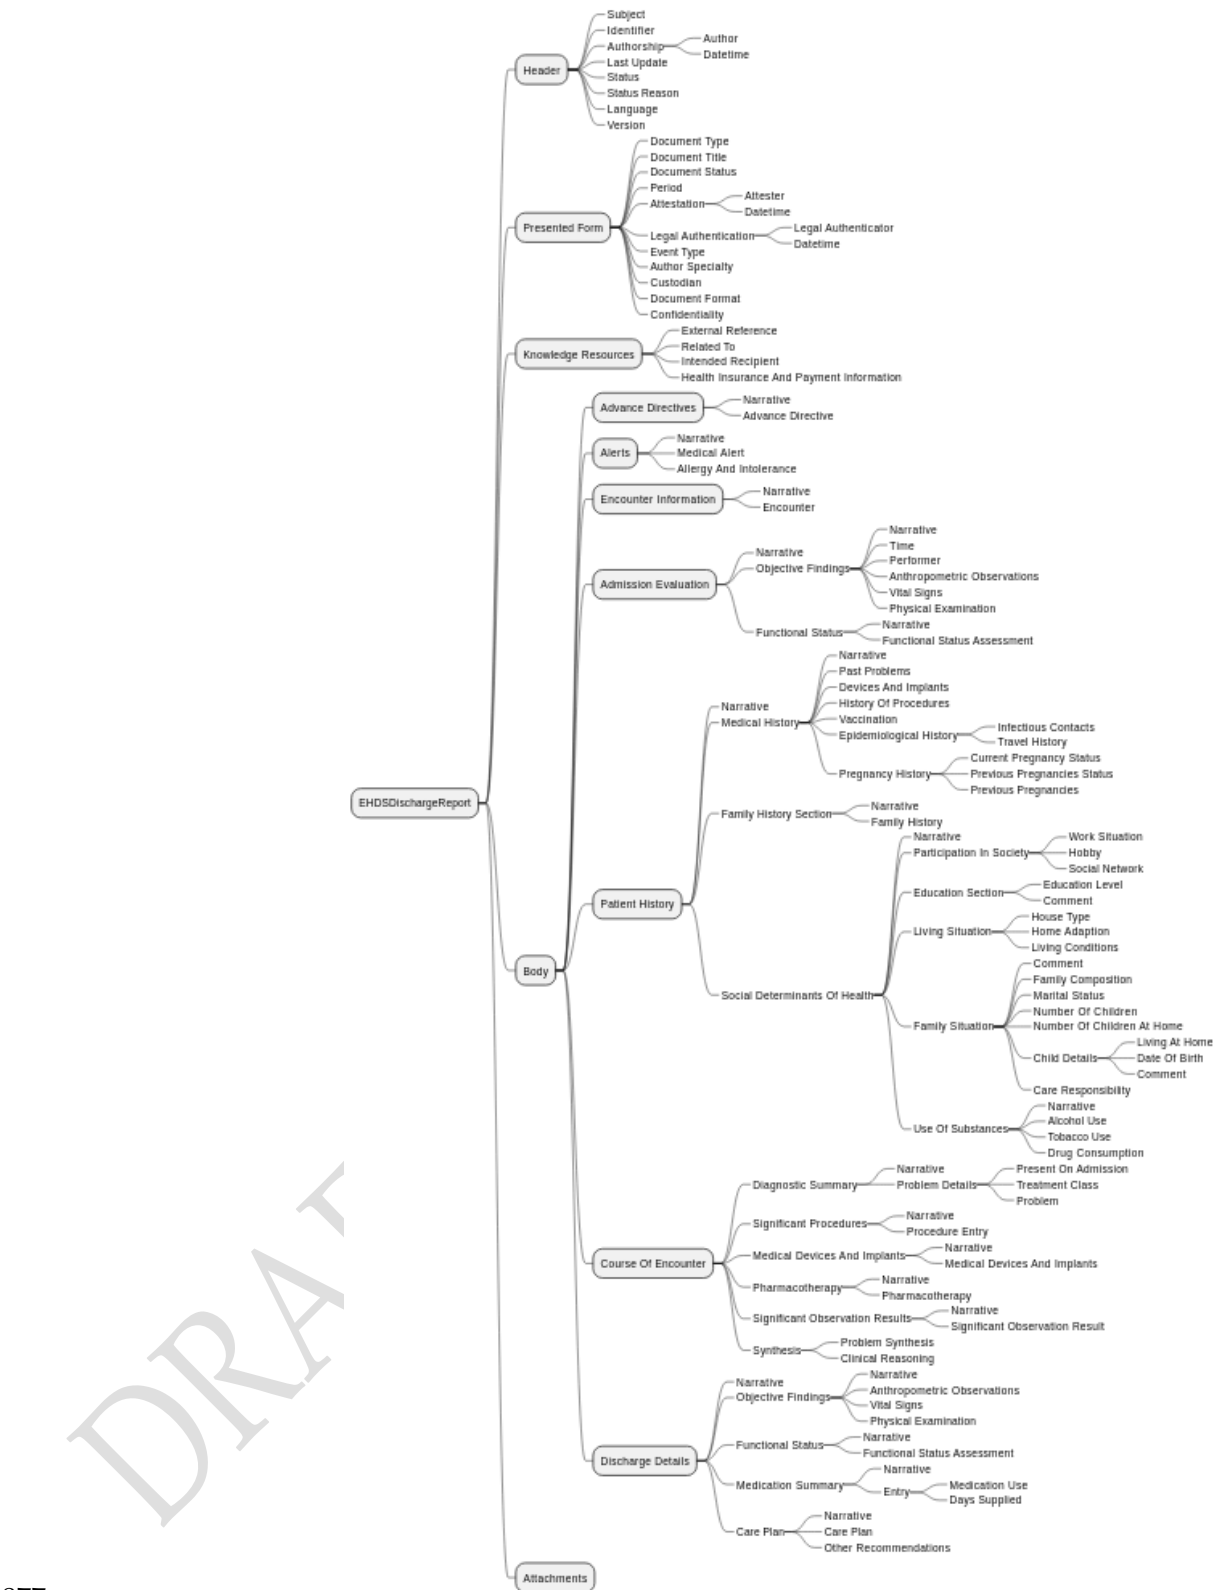 Subject
Identifier
Authorship
Author
Datetime
Last Update
Status
Status Reason
Language
Version
Header
Document Type
Document Title
Document Status
Period
Attestation
Attester
Datetime
Legal Authentication
Legal Authenticator
Datetime
Event Type
Author Specialty
Custodian
Document Format
Confidentiality
Presented Form
External Reference
Related To
Intended Recipient
Health Insurance And Payment Information
Knowledge Resources
Advance Directives
Narrative
Advance Directive
Alerts
Narrative
Medical Alert
Allergy And Intolerance
Encounter Information
Narrative
Encounter
Admission Evaluation
Narrative
Objective Findings
Narrative
Time
Performer
Anthropometric Observations
Vital Signs
Physical Examination
Functional Status
Narrative
Functional Status Assessment
EHDSDischargeReport
Body
Patient History
Narrative
Medical History
Narrative
Past Problems
Devices And Implants
History Of Procedures
Vaccination
Epidemiological History
Infectious Contacts
Travel History
Pregnancy History
Current Pregnancy Status
Previous Pregnancies Status
Previous Pregnancies
Family History Section
Narrative
Family History
Social Determinants Of Health
Narrative
Participation In Society
Work Situation
Hobby
Social Network
Education Section
Education Level
Comment
Living Situation
House Type
Home Adaption
Living Conditions
Family Situation
Comment
Family Composition
Marital Status
Number Of Children
Number Of Children At Home
Child Details
Living At Home
Date Of Birth
Comment
Care Responsibility
Use Of Substances
Narrative
Alcohol Use
Tobacco Use
Drug Consumption
Course Of Encounter
Diagnostic Summary
Narrative
Problem Details
Present On Admission
Treatment Class
Problem
Significant Procedures
Narrative
Procedure Entry
Medical Devices And Implants
Narrative
Medical Devices And Implants
Pharmacotherapy
Narrative
Pharmacotherapy
Significant Observation Results
Narrative
Significant Observation Result
Synthesis
Problem Synthesis
Clinical Reasoning
Discharge Details
Narrative
Objective Findings
Narrative
Anthropometric Observations
Vital Signs
Physical Examination
Functional Status
Narrative
Functional Status Assessment
Medication Summary
Narrative
Entry
Medication Use
Days Supplied
Care Plan
Narrative
Care Plan
Other Recommendations
Attachments